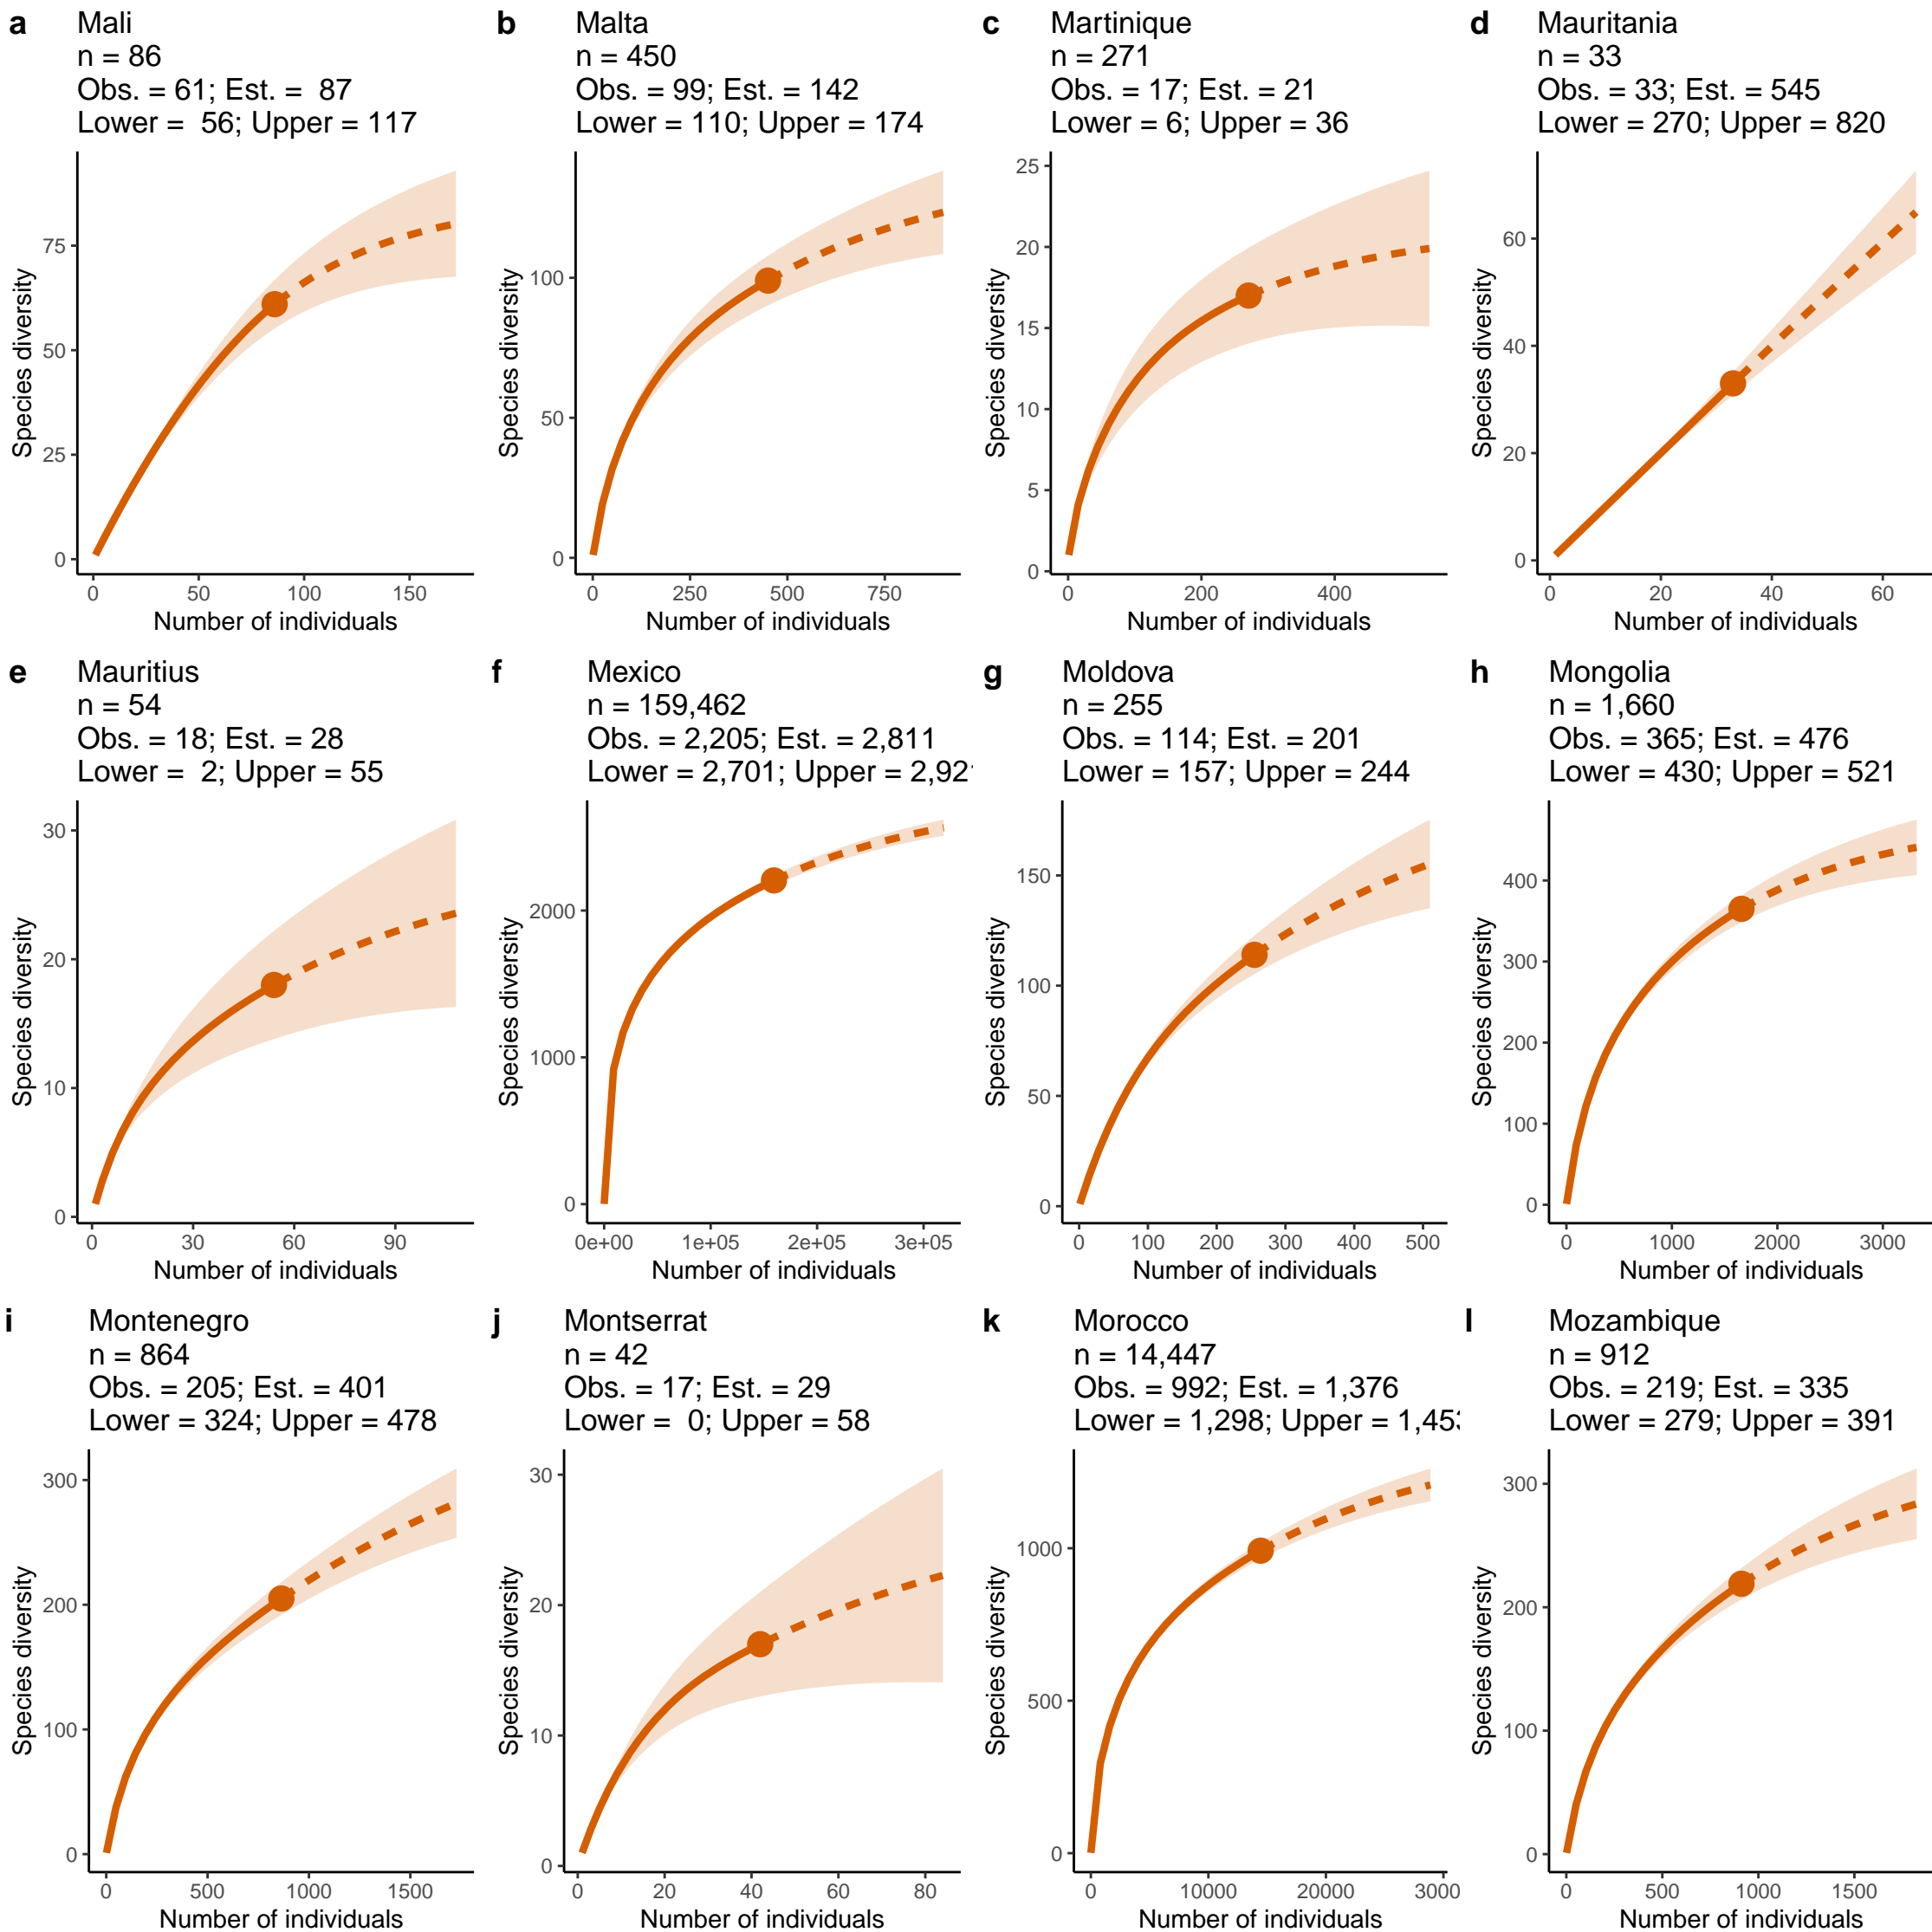 a Mali
n = 86
Obs. = 61; Est. =  87
Lower =  56; Upper = 117
Species diversity
75
50
25
0
0 50 100 150
Number of individuals
b Malta
n = 450
Obs. = 99; Est. = 142
Lower = 110; Upper = 174
Species diversity
100
50
0
0 250 500 750
Number of individuals
c Martinique
n = 271
Obs. = 17; Est. = 21
Lower = 6; Upper = 36
Species diversity
25
20
15
10
5
0
0 200 400
Number of individuals
d Mauritania
n = 33
Obs. = 33; Est. = 545
Lower = 270; Upper = 820
Species diversity
60
40
20
0
0 20 40 60
Number of individuals
e Mauritius
n = 54
Obs. = 18; Est. = 28
Lower =  2; Upper = 55
Species diversity
30
20
10
0
0 30 60 90
Number of individuals
f Mexico
n = 159,462
Obs. = 2,205; Est. = 2,811
Lower = 2,701; Upper = 2,92
Species diversity
2000
1000
0
0e+00 1e+05 2e+05 3e+05
Number of individuals
g Moldova
n = 255
Obs. = 114; Est. = 201
Lower = 157; Upper = 244
Species diversity
150
100
50
0
0 100 200 300 400 500
Number of individuals
h Mongolia
n = 1,660
Obs. = 365; Est. = 476
Lower = 430; Upper = 521
Species diversity
400
300
200
100
0
0 1000 2000 3000
Number of individuals
i Montenegro
n = 864
Obs. = 205; Est. = 401
Lower = 324; Upper = 478
Species diversity
300
200
100
0
0 500 1000 1500
Number of individuals
j Montserrat
n = 42
Obs. = 17; Est. = 29
Lower =  0; Upper = 58
Species diversity
30
20
10
0
0 20 40 60 80
Number of individuals
k Morocco
n = 14,447
Obs. = 992; Est. = 1,376
Lower = 1,298; Upper = 1,45
Species diversity
1000
500
0
0 10000 20000 3000
Number of individuals
l Mozambique
n = 912
Obs. = 219; Est. = 335
Lower = 279; Upper = 391
Species diversity
300
200
100
0
0 500 1000 1500
Number of individuals